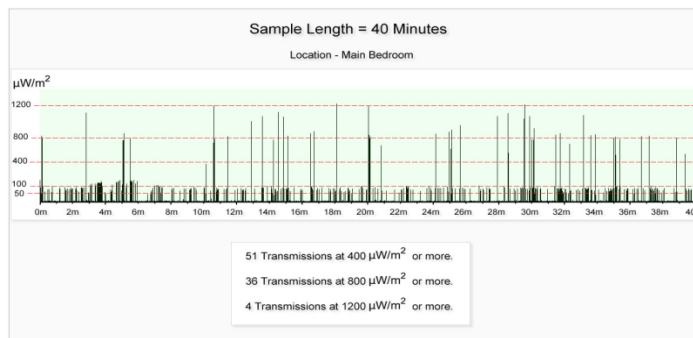 Sample Length = 40 Minutes
Location - Main Bedroom
µW/m²
1200
800
400
100
50
0m 2m 4m 6m 8m 10m 12m 14m 16m 18m 20m 22m 24m 26m 28m 30m 32m 34m 36m 38m 40
51 Transmissions at 400 µW/m² or more.
36 Transmissions at 800 µW/m² or more.
4 Transmissions at 1200 µW/m² or more.